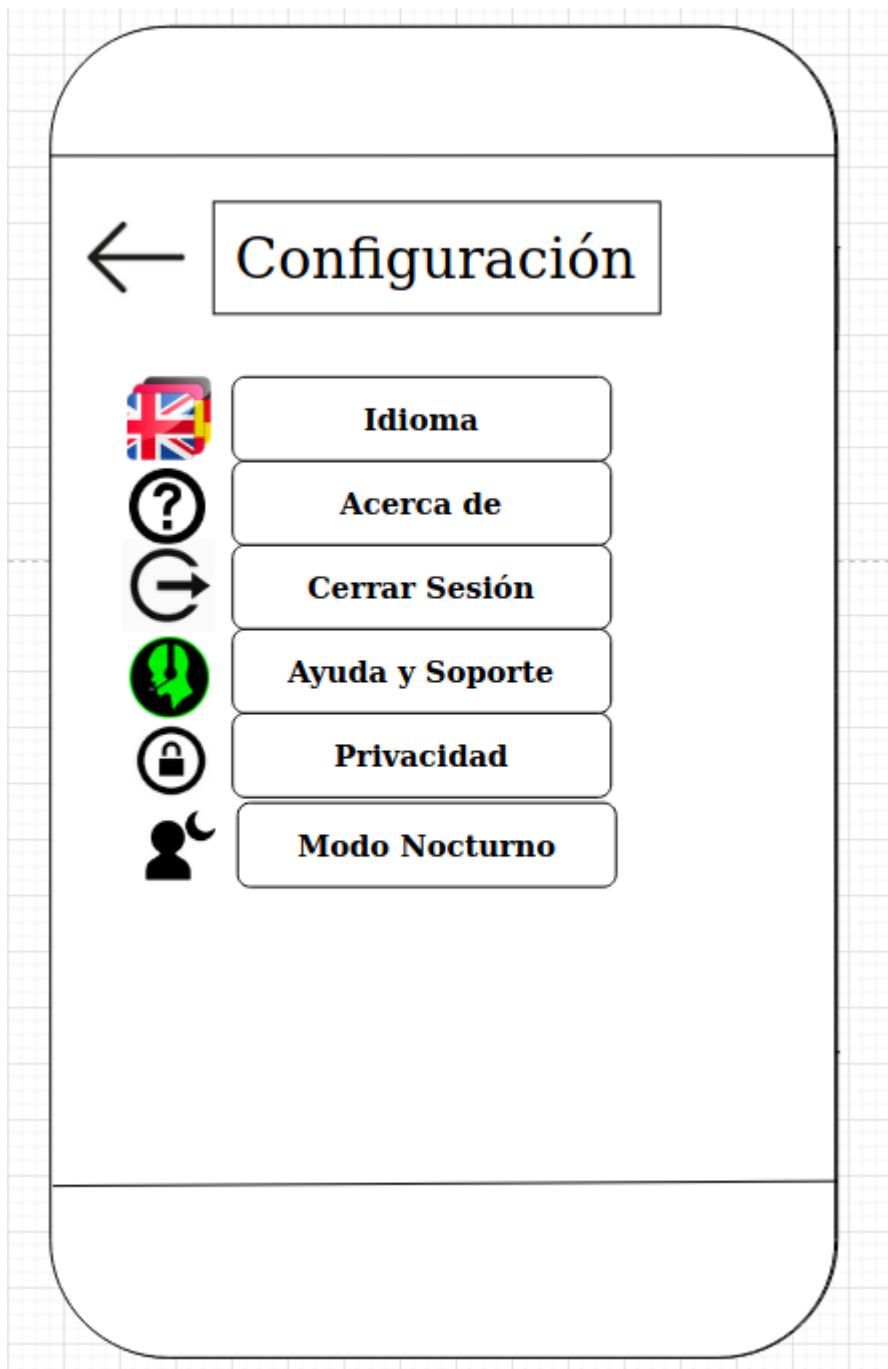 Configuración
Idioma
Acerca de
Cerrar Sesión
Ayuda y Soporte
Privacidad
Modo Nocturno